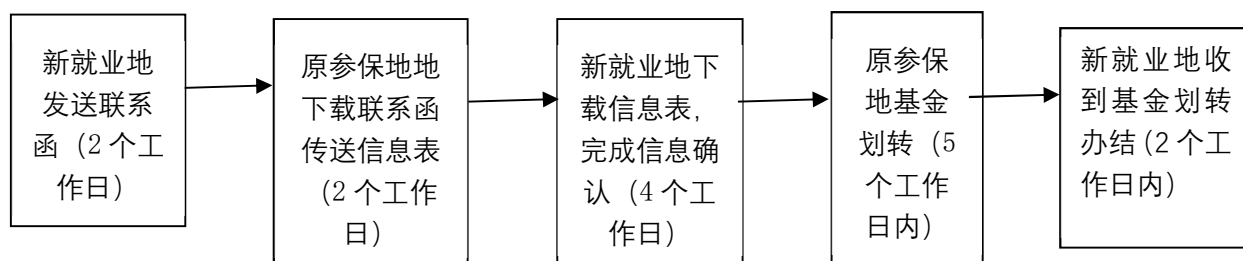 新就业地
发送联系
函（2 个工
作日）
原参保地地
下载联系函
传送信息表
（2 个工作
日）
新就业地下
载信息表，
完成信息确
认（4 个工
作日）
原参保
地基金
划转（5
个工作
日内）
新就业地收
到基金划转
办结（2 个工
作日内）